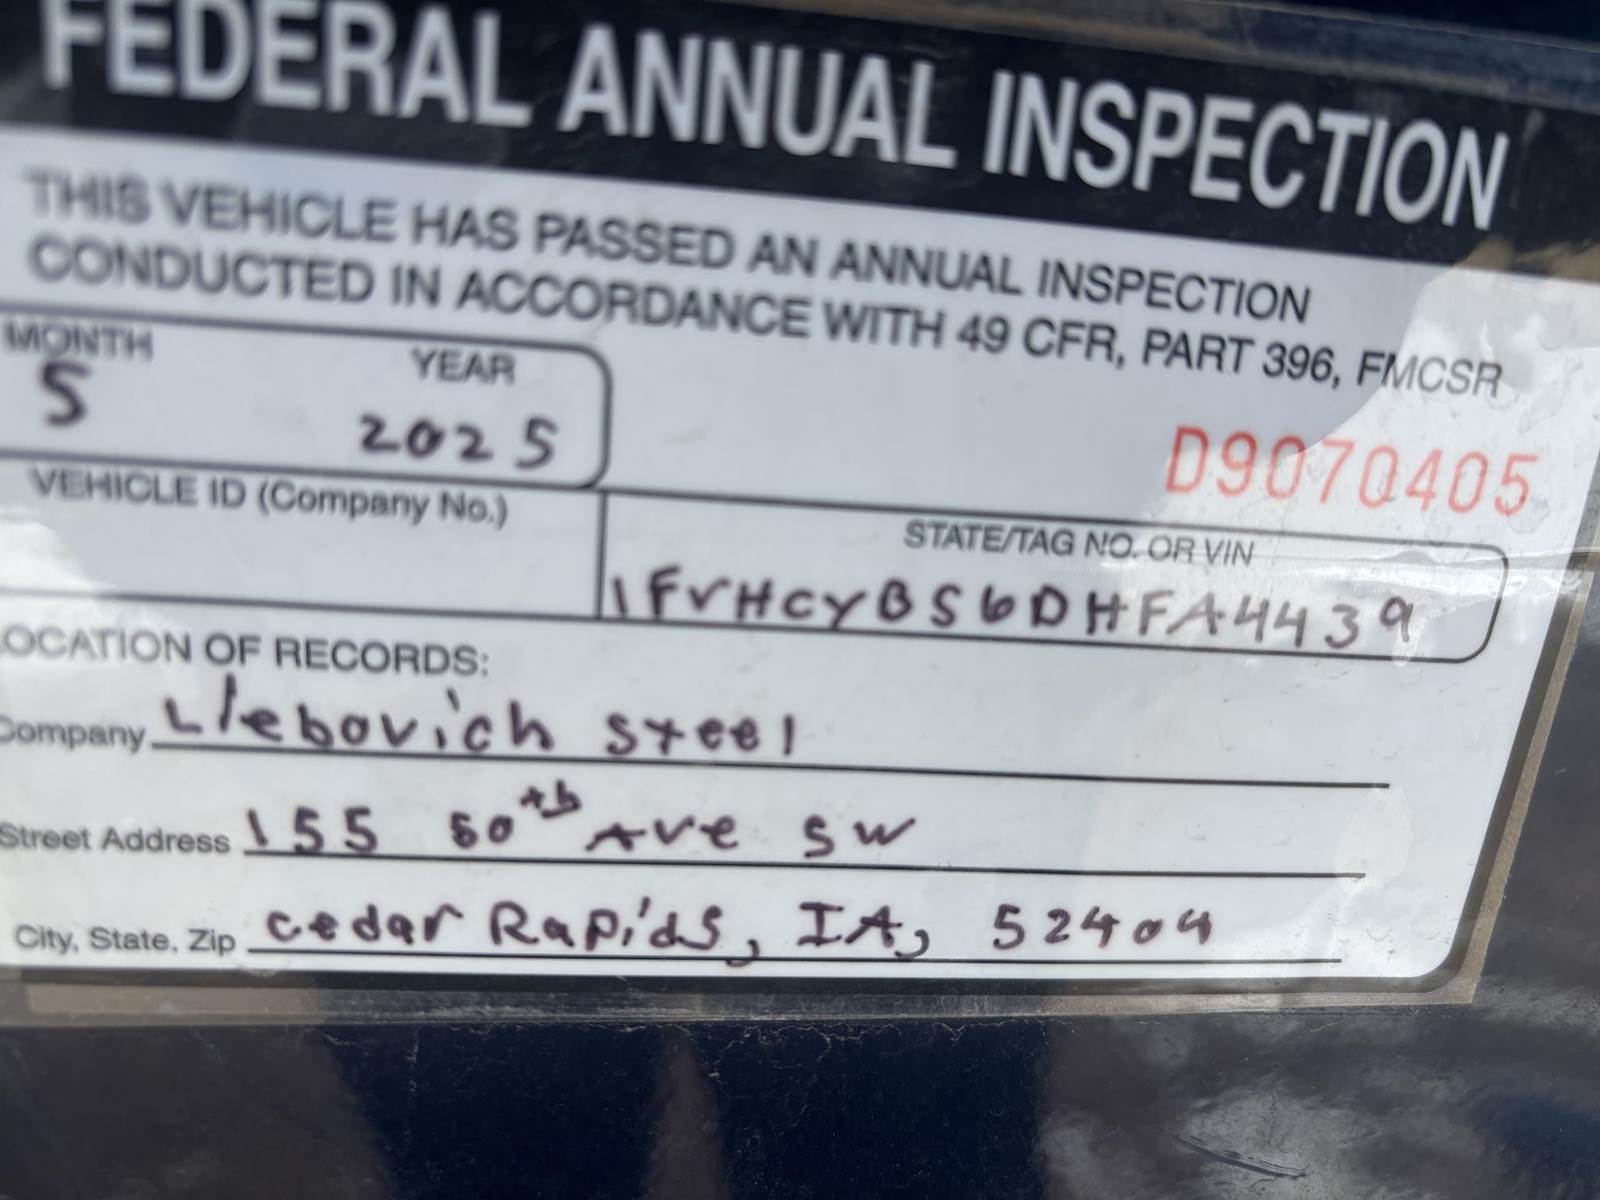 FEDERAL ANNUAL INSPECTION
THIS VEHICLE HAS PASSED AN ANNUAL INSPECTION
CONDUCTED IN ACCORDANCE WITH 49 CFR, PART 396, FMCSR
MONTH YEAR
5 2025
D9070405
VEHICLE ID (Company No.)
STATE/TAG NO. OR VIN
1FVHCYBS6DHFA4439
LOCATION OF RECORDS:
Company Liebovich Steel
Street Address 155 50th Ave SW
City, State, Zip Cedar Rapids, IA, 52404